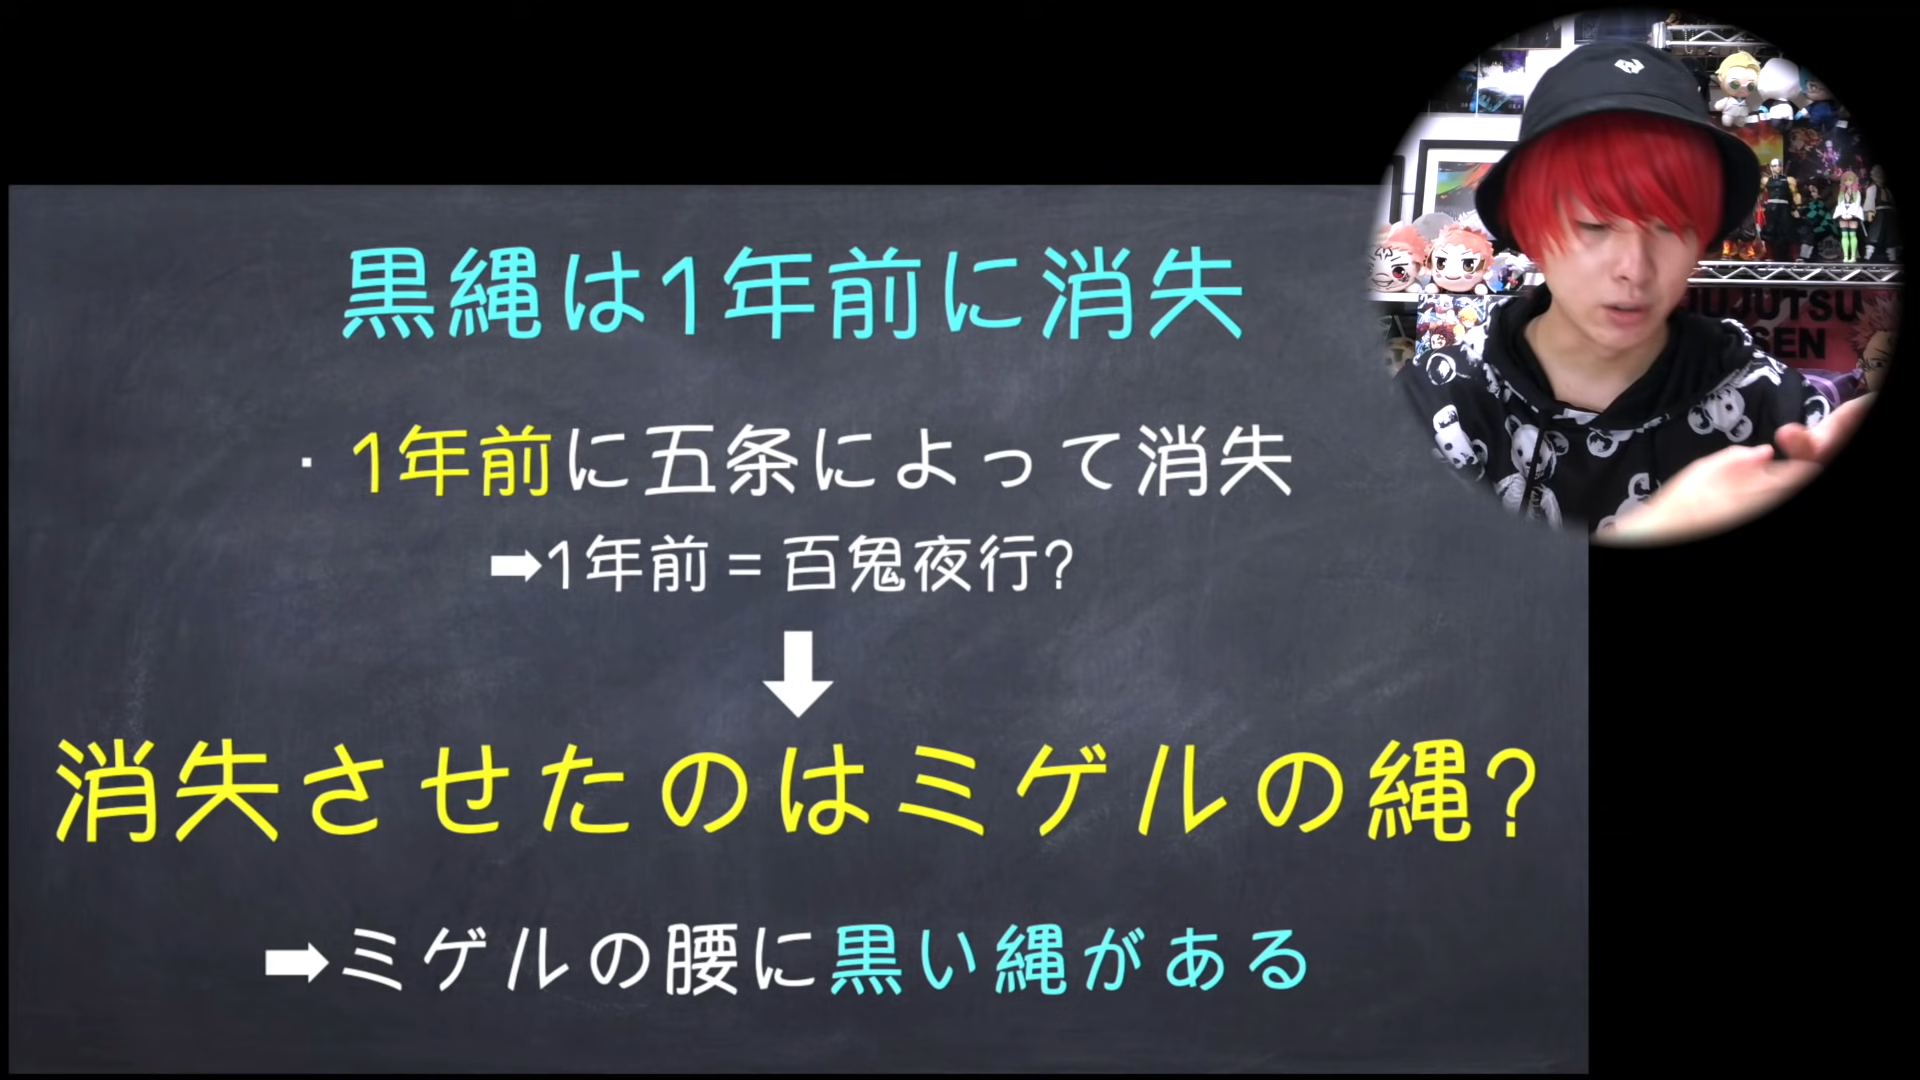 黒縄は1年前に消失
・1年前に五条によって消失
➡1年前＝百鬼夜行?
⬇
消失させたのはミゲルの縄?
➡ミゲルの腰に黒い縄がある
JUJUTSU
SEN